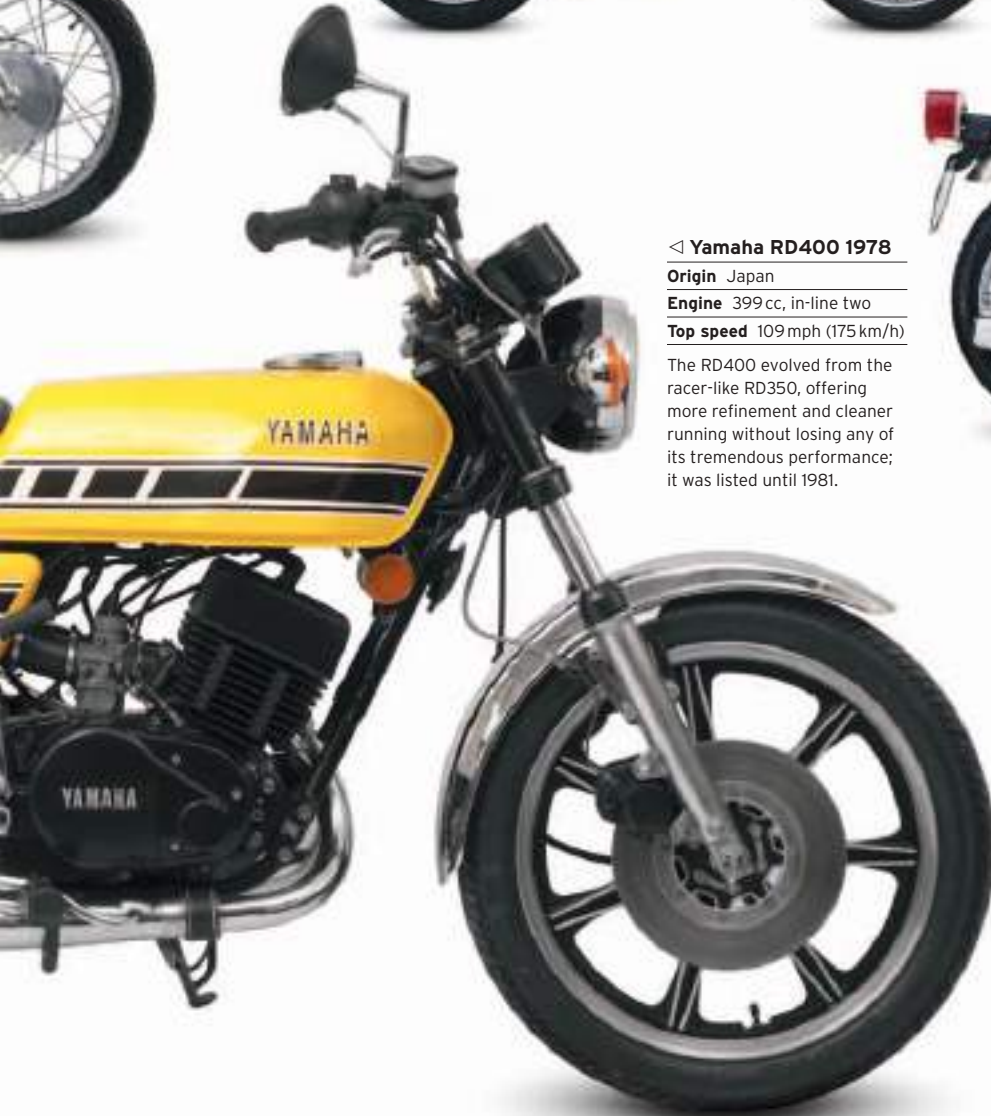 ◁ Yamaha RD400 1978
Origin Japan
Engine 399 cc, in-line two
Top speed 109 mph (175 km/h)
The RD400 evolved from the
racer-like RD350, offering
more refinement and cleaner
running without losing any of
its tremendous performance;
it was listed until 1981.
YAMAHA
YAMAHA